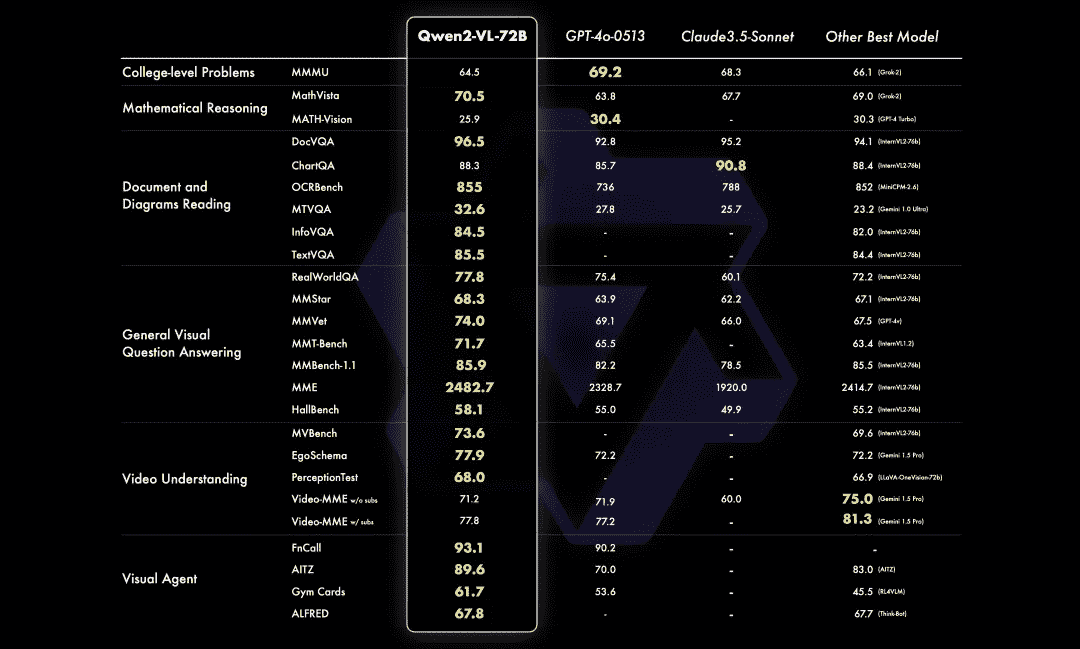 Qwen2-VL-72B GPT-4o-0513 Claude3.5-Sonnet Other Best Model
College-level Problems MMMU 64.5 69.2 68.3 66.1 (Grok-2)
Mathematical Reasoning
MathVista 70.5 63.8 67.7 69.0 (Grok-2)
MATH-Vision 25.9 30.4 - 30.3 (GPT-4 Turbo)
Document and
Diagrams Reading
DocVQA 96.5 92.8 95.2 94.1 (InternVL2-76b)
ChartQA 88.3 85.7 90.8 88.4 (InternVL2-76b)
OCRBench 855 736 788 852 (MiniCPM-2.6)
MTVQA 32.6 27.8 25.7 23.2 (Gemini 1.0 Ultra)
InfoVQA 84.5 - - 82.0 (InternVL2-76b)
TextVQA 85.5 - - 84.4 (InternVL2-76b)
General Visual
Question Answering
RealWorldQA 77.8 75.4 60.1 72.2 (InternVL2-76b)
MMStar 68.3 63.9 62.2 67.1 (InternVL2-76b)
MMVet 74.0 69.1 66.0 67.5 (GPT-4v)
MMT-Bench 71.7 65.5 - 63.4 (InternVL1.2)
MMBench-1.1 85.9 82.2 78.5 85.5 (InternVL2-76b)
MME 2482.7 2328.7 1920.0 2414.7 (InternVL2-76b)
HallBench 58.1 55.0 49.9 55.2 (InternVL2-76b)
Video Understanding
MVBench 73.6 - - 69.6 (InternVL2-76b)
EgoSchema 77.9 72.2 - 72.2 (Gemini 1.5 Pro)
PerceptionTest 68.0 - - 66.9 (LLaVA-OneVision-72b)
Video-MME w/o subs 71.2 71.9 60.0 75.0 (Gemini 1.5 Pro)
Video-MME w/ subs 77.8 77.2 - 81.3 (Gemini 1.5 Pro)
Visual Agent
FnCall 93.1 90.2 - -
AITZ 89.6 70.0 - 83.0 (AITZ)
Gym Cards 61.7 53.6 - 45.5 (RL4VLM)
ALFRED 67.8 - - 67.7 (Think-Bot)